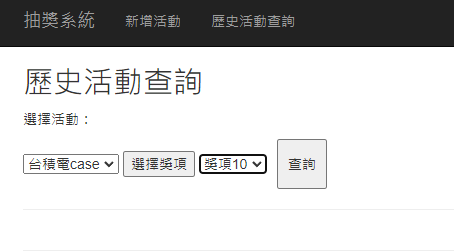 抽獎系統 新增活動 歷史活動查詢
歷史活動查詢
選擇活動：
台積電case 選擇獎項 獎項10 查詢